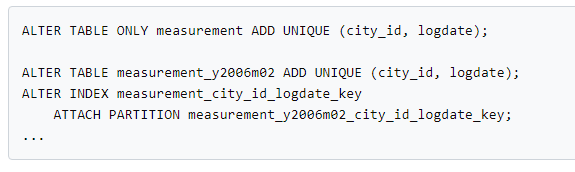 ALTER TABLE ONLY measurement ADD UNIQUE (city_id, logdate);
ALTER TABLE measurement_y2006m02 ADD UNIQUE (city_id, logdate);
ALTER INDEX measurement_city_id_logdate_key
    ATTACH PARTITION measurement_y2006m02_city_id_logdate_key;
...